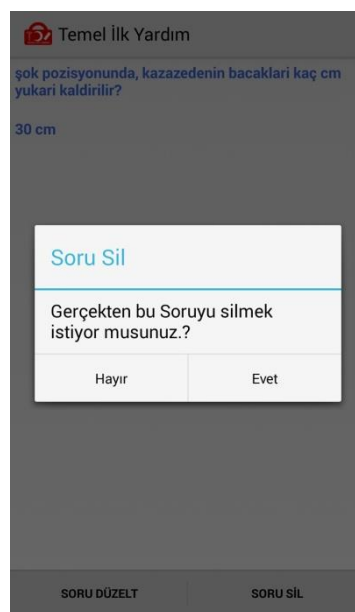 Temel İlk Yardım
şok pozisyonunda, kazazedenin bacaklari kaç cm
yukari kaldirilir?
30 cm
Soru Sil
Gerçekten bu Soruyu silmek
istiyor musunuz.?
Hayır Evet
SORU DÜZELT SORU SİL